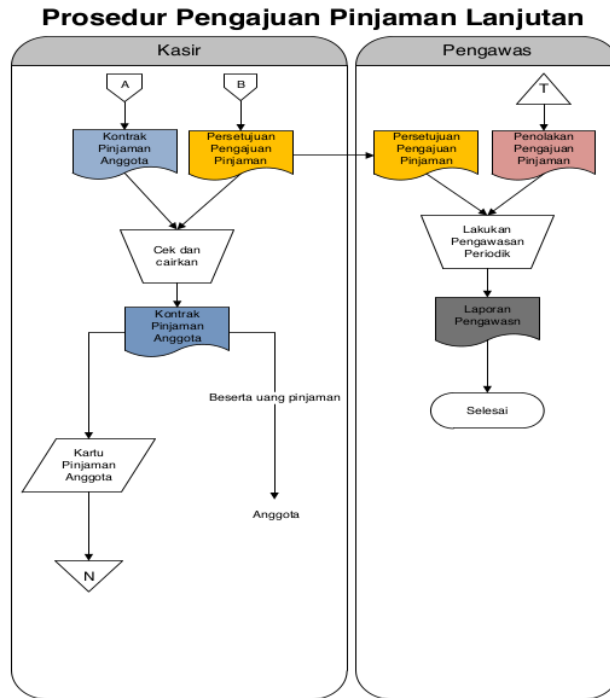 Prosedur Pengajuan Pinjaman Lanjutan
Kasir
Pengawas
A
B
T
Kontrak
Pinjaman
Anggota
Persetujuan
Pengajuan
Pinjaman
Persetujuan
Pengajuan
Pinjaman
Penolakan
Pengajuan
Pinjaman
Cek dan
cairkan
Lakukan
Pengawasan
Periodik
Kontrak
Pinjaman
Anggota
Laporan
Pengawasn
Beserta uang pinjaman
Selesai
Kartu
Pinjaman
Anggota
Anggota
N